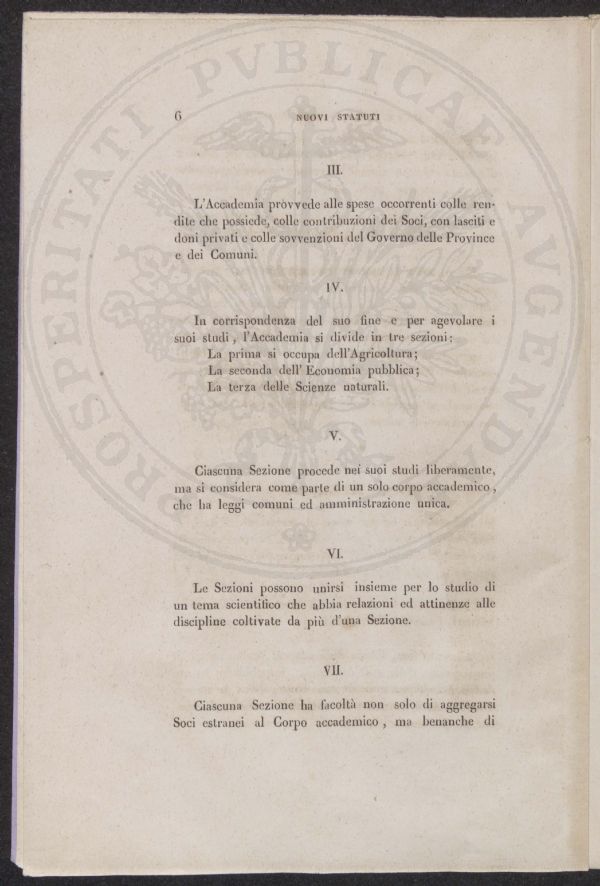 6
NUOVI STATUTI
III.
L'Accademia provvede alle spese occorrenti colle ren-
dite che possiede, colle contribuzioni dei Soci, con lasciti e
doni privati e colle sovvenzioni del Governo delle Province
e dei Comuni.
IV.
In corrispondenza del suo fine e per agevolare i
suoi studi, l'Accademia si divide in tre sezioni:
La prima si occupa dell'Agricoltura;
La seconda dell' Economia pubblica;
La terza delle Scienze naturali.
V.
Ciascuna Sezione procede nei suoi studi liberamente,
ma si considera come parte di un solo corpo accademico,
che ha leggi comuni ed amministrazione unica.
VI.
Le Sezioni possono unirsi insieme per lo studio di
un tema scientifico che abbia relazioni ed attinenze alle
discipline coltivate da più d'una Sezione.
VII.
Ciascuna Sezione ha facoltà non solo di aggregarsi
Soci estranei al Corpo accademico, ma benanche di
PROSPERITATI PVBLICAE AVGENDAE